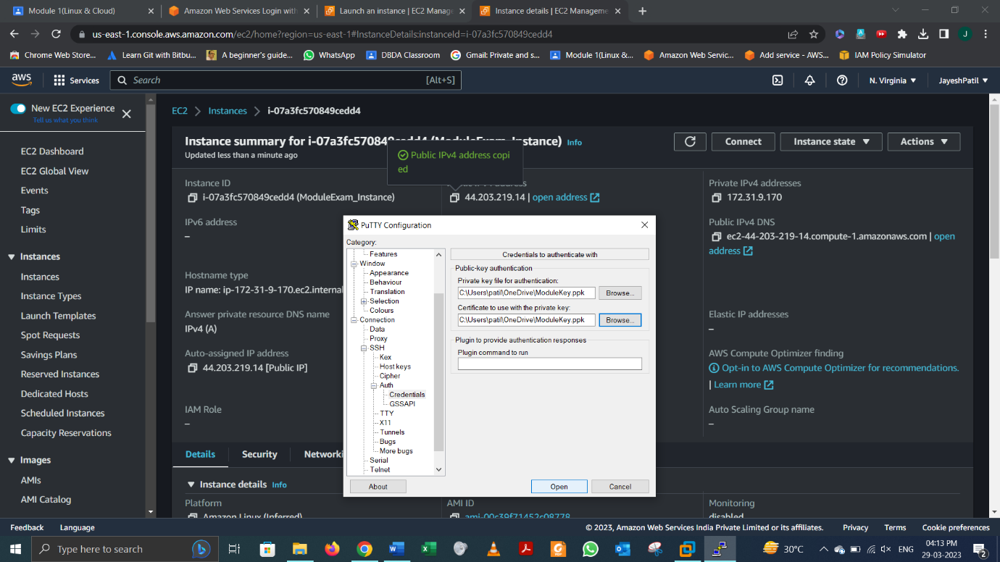 Module 1(Linux & Cloud)
Amazon Web Services Login with
Launch an instance | EC2 Manage
Instance details | EC2 Manageme
us-east-1.console.aws.amazon.com/ec2/home?region=us-east-1#InstanceDetails:instanceId=i-07a3fc570849cedd4
J
Chrome Web Store...
Learn Git with Bitbu...
A beginner's guide...
WhatsApp
DBDA Classroom
Gmail: Private and s...
Module 1(Linux &...
Amazon Web Servic...
Add service - AWS...
IAM Policy Simulator
aws
Services
Search
[Alt+S]
N. Virginia
JayeshPatil
New EC2 Experience
Tell us what you think
EC2 Dashboard
EC2 Global View
Events
Tags
Limits
Instances
Instances
Instance Types
Launch Templates
Spot Requests
Savings Plans
Reserved Instances
Dedicated Hosts
Scheduled Instances
Capacity Reservations
Images
AMIs
AMI Catalog
EC2
Instances
i-07a3fc570849cedd4
Instance summary for i-07a3fc570849cedd4 (ModuleExam_Instance) Info
Updated less than a minute ago
Connect
Instance state
Actions
Public IPv4 address copi
ed
Instance ID
i-07a3fc570849cedd4 (ModuleExam_Instance)
44.203.219.14 | open address
Private IPv4 addresses
172.31.9.170
IPv6 address
–
Public IPv4 DNS
ec2-44-203-219-14.compute-1.amazonaws.com | open
address
Hostname type
IP name: ip-172-31-9-170.ec2.internal
Answer private resource DNS name
IPv4 (A)
Elastic IP addresses
–
Auto-assigned IP address
44.203.219.14 [Public IP]
AWS Compute Optimizer finding
Opt-in to AWS Compute Optimizer for recommendations.
| Learn more
IAM Role
–
Auto Scaling Group name
–
Details
Security
Networki
Instance details Info
Platform
Amazon Linux (Inferred)
AMI ID
ami-00c39f71452c08778
Monitoring
disabled
PuTTY Configuration
Category:
Features
Window
Appearance
Behaviour
Translation
Selection
Colours
Connection
Data
Proxy
SSH
Kex
Host keys
Cipher
Auth
Credentials
GSSAPI
TTY
X11
Tunnels
Bugs
More bugs
Serial
Telnet
Credentials to authenticate with
Public-key authentication
Private key file for authentication:
C:\Users\patil\OneDrive\ModuleKey.ppk
Browse...
Certificate to use with the private key:
C:\Users\patil\OneDrive\ModuleKey.ppk
Browse...
Plugin to provide authentication responses
Plugin command to run
About
Open
Cancel
Feedback
Language
© 2023, Amazon Web Services India Private Limited or its affiliates.
Privacy
Terms
Cookie preferences
Type here to search
30°C
ENG
04:13 PM
29-03-2023
2